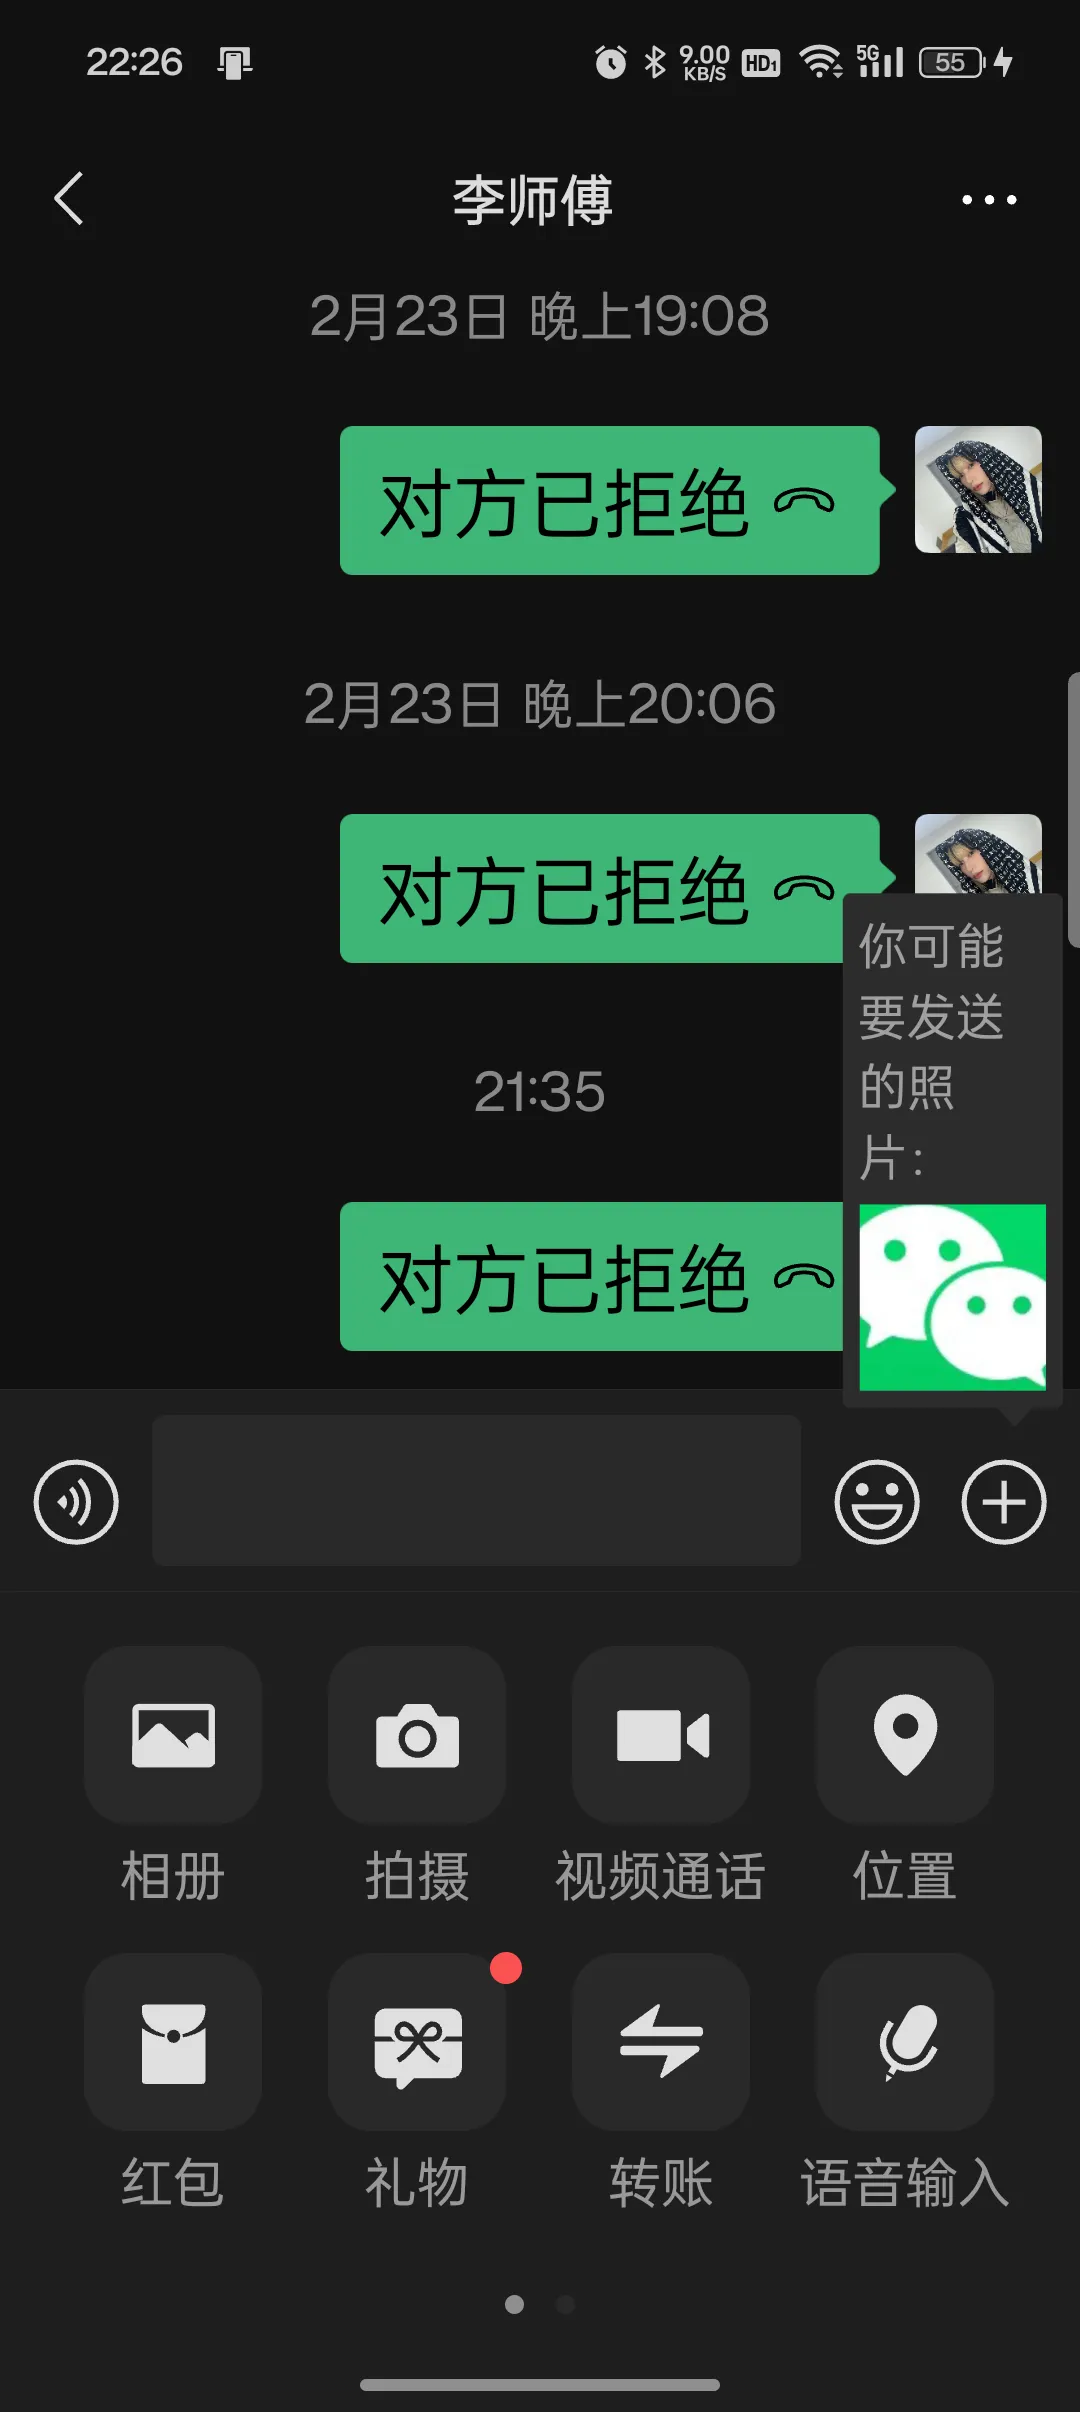 22:26
9.00
KB/S
HD1
5G
55
李师傅
2月23日 晚上19:08
对方已拒绝
2月23日 晚上20:06
对方已拒绝
你可能
要发送
的照
片：
21:35
对方已拒绝
相册
拍摄
视频通话
位置
红包
礼物
转账
语音输入